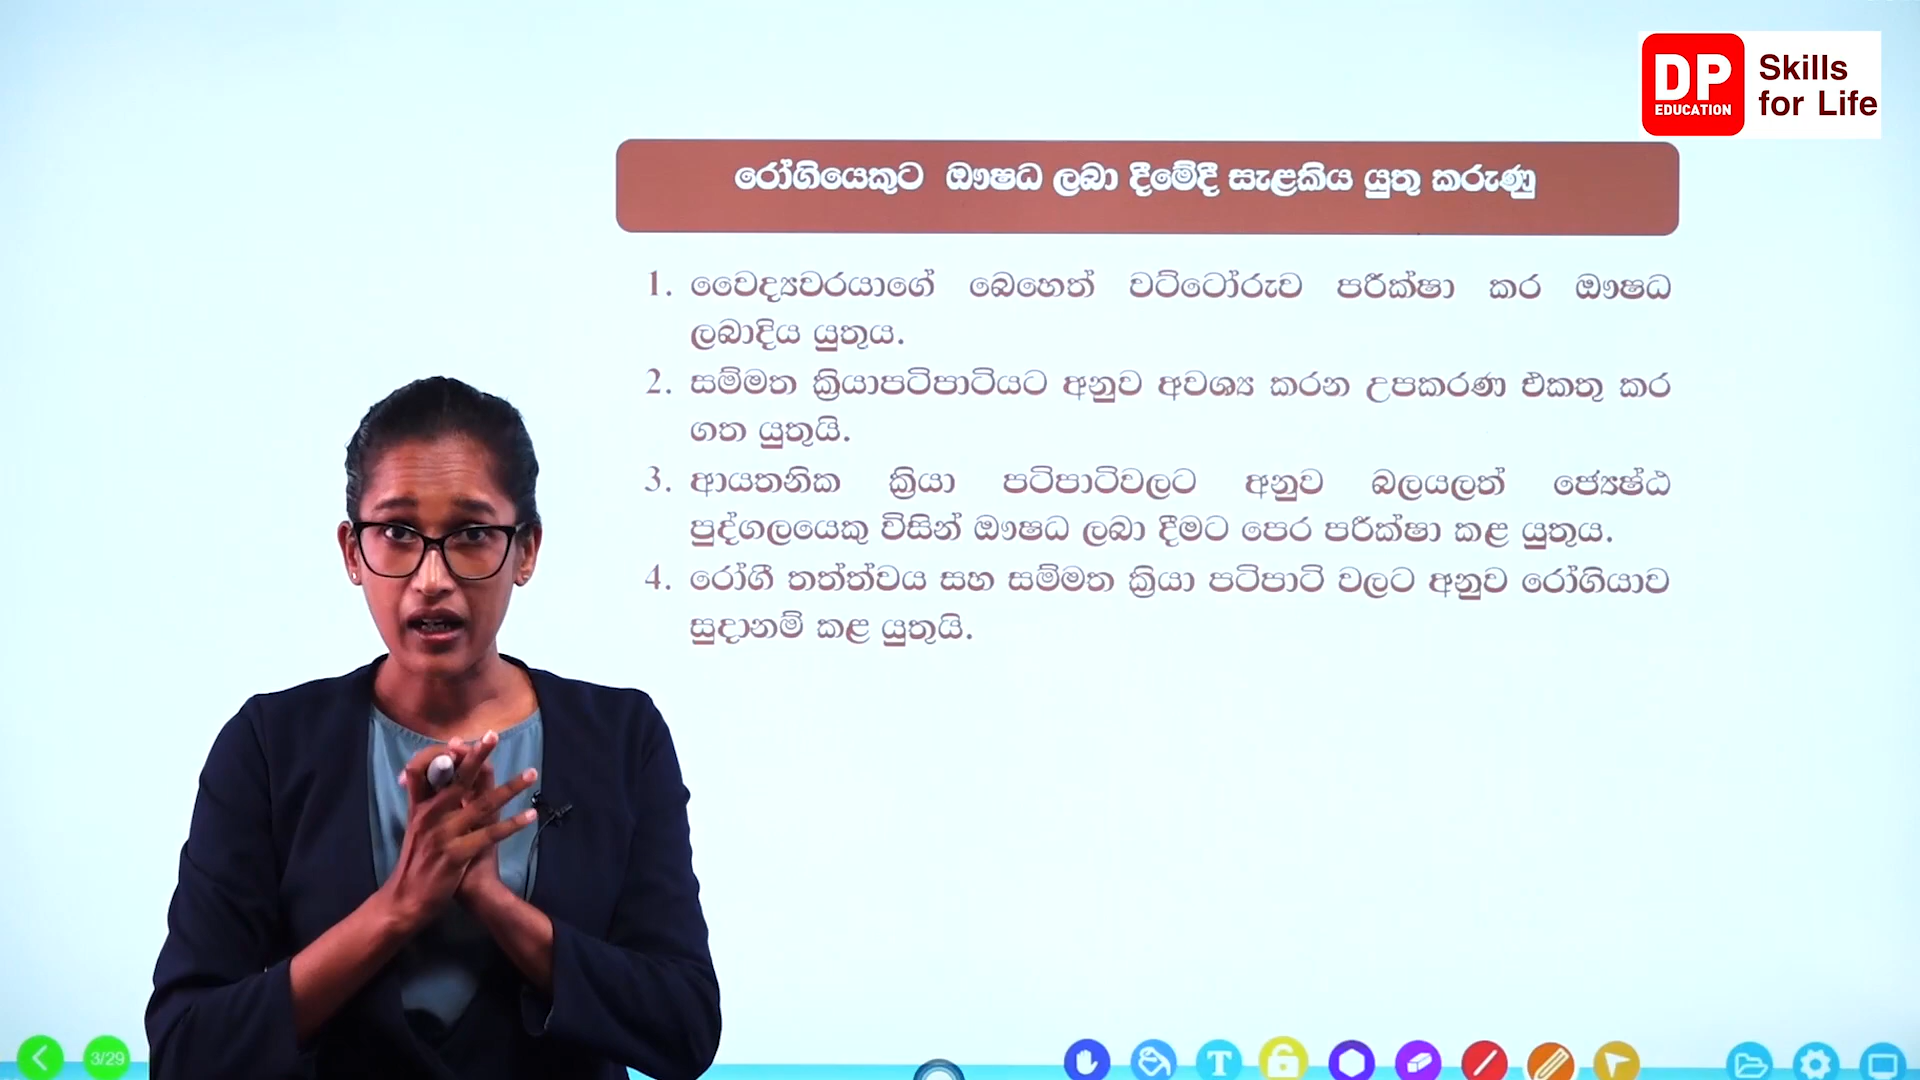 DP
EDUCATION
Skills
for Life
රෝගියෙකුට ඖෂධ ලබා දීමේදී සැළකිය යුතු කරුණු
1. වෛද්‍යවරයාගේ බෙහෙත් වට්ටෝරුව පරීක්ෂා කර ඖෂධ
ලබාදිය යුතුය.
2. සම්මත ක්‍රියාපටිපාටියට අනුව අවශ්‍ය කරන උපකරණ එකතු කර
ගත යුතුයි.
3. ආයතනික ක්‍රියා පටිපාටිවලට අනුව බලයලත් ජ්‍යෙෂ්ඨ
පුද්ගලයෙකු විසින් ඖෂධ ලබා දීමට පෙර පරීක්ෂා කළ යුතුය.
4. රෝගී තත්ත්වය සහ සම්මත ක්‍රියා පටිපාටි වලට අනුව රෝගියාව
සුදානම් කළ යුතුයි.
3/29
T